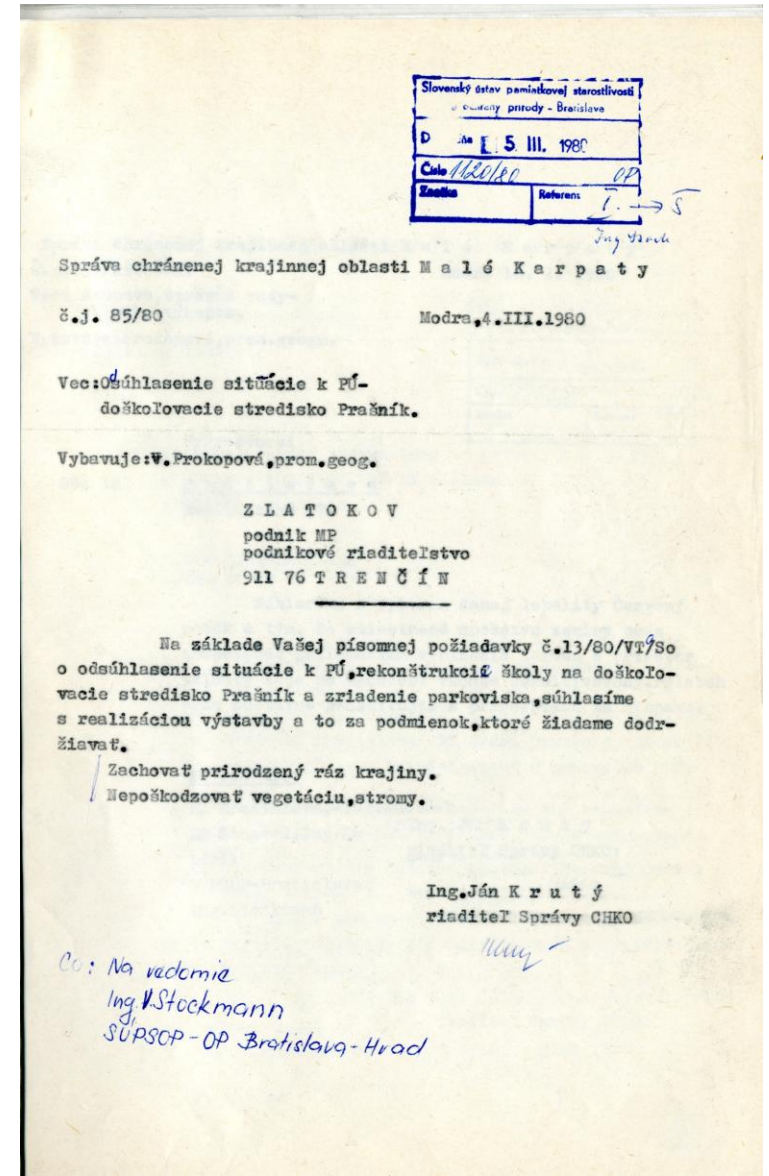 Slovenský ústav pamiatkovej starostlivosti
ochrany prírody - Bratislava
D 5. III. 1980
Číslo 1120/80 OP
Značka Referent
I. → Š
Ing
Správa chránenej krajinnej oblasti M a l é K a r p a t y
č.j. 85/80 Modra,4.III.1980
Vec:Odsúhlasenie situácie k PÚ-
doškoľovacie stredisko Prašník.
Vybavuje:V.Prokopová,prom.geog.
Z L A T O K O V
podnik MP
podnikové riaditeľstvo
911 76 T R E N Č Í N
Na základe Vašej písomnej požiadavky č.13/80/VT/So
o odsúhlasenie situácie k PÚ,rekonštrukcií školy na doškoľo-
vacie stredisko Prašník a zriadenie parkoviska,súhlasíme
s realizáciou výstavby a to za podmienok,ktoré žiadame dodr-
žiavať.
Zachovať prirodzený ráz krajiny.
Nepoškodzovať vegetáciu,stromy.
Ing.Ján K r u t ý
riaditeľ Správy CHKO
Co: Na vedomie
Ing.V.Stockmann
SÚPSOP-OP Bratislava-Hrad